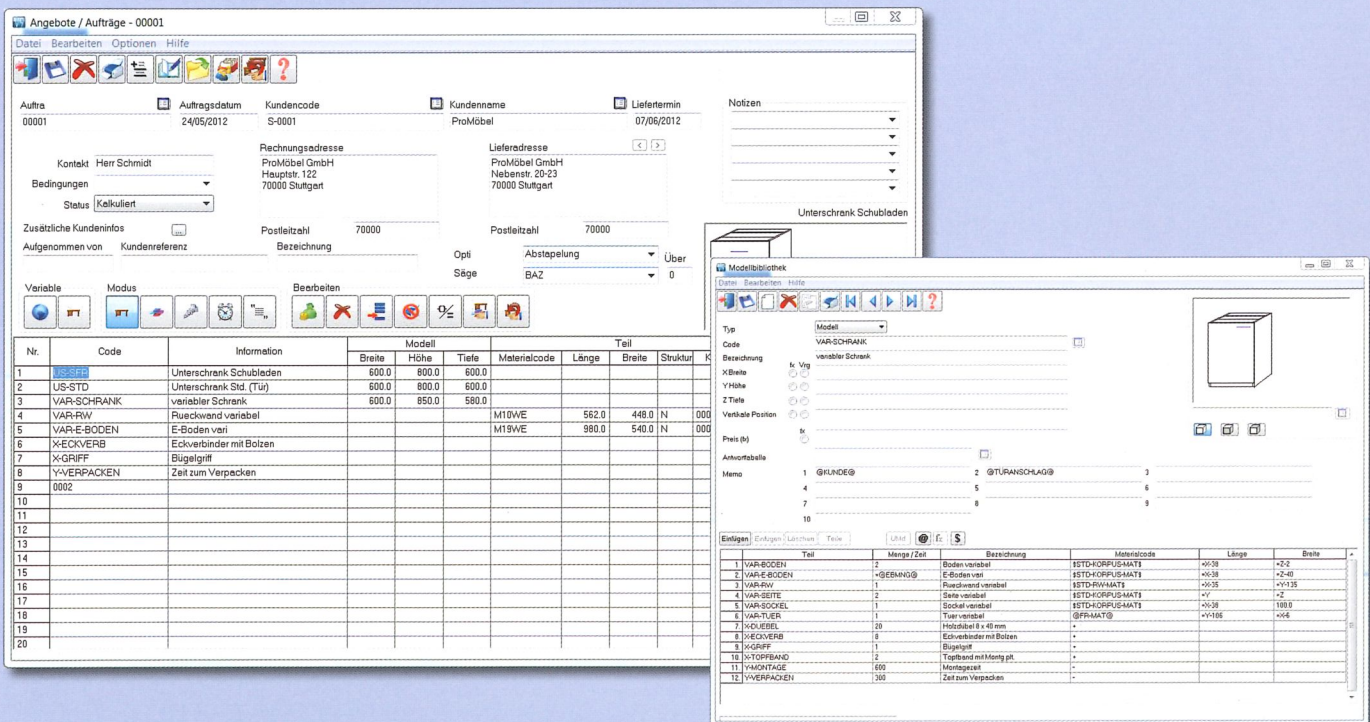 Angebote / Aufträge - 00001
Datei Bearbeiten Optionen Hilfe
Auftra Auftragsdatum Kundencode Kundenname Liefertermin Notizen
00001 24/05/2012 S-0001 ProMöbel 07/06/2012
Rechnungsadresse Lieferadresse < >
Kontakt Herr Schmidt ProMöbel GmbH ProMöbel GmbH
Hauptstr. 122 Nebenstr. 20-23
Bedingungen 70000 Stuttgart 70000 Stuttgart
Status Kalkuliert
Unterschrank Schubladen
Zusätzliche Kundeninfos ... Postleitzahl 70000 Postleitzahl 70000
Aufgenommen von Kundenreferenz Bezeichnung Opti Abstapelung Über
Säge BAZ 0
Variable Modus Bearbeiten
Nr. Code Information Modell Teil
Breite Höhe Tiefe Materialcode Länge Breite Struktur K
1 US-SFR Unterschrank Schubladen 600.0 800.0 600.0
2 US-STD Unterschrank Std. (Tür) 600.0 800.0 600.0
3 VAR-SCHRANK variabler Schrank 600.0 850.0 580.0
4 VAR-RW Rueckwand variabel M10WE 562.0 448.0 N 000
5 VAR-E-BODEN E-Boden vari M19WE 980.0 540.0 N 000
6 X-ECKVERB Eckverbinder mit Bolzen
7 X-GRIFF Bügelgriff
8 Y-VERPACKEN Zeit zum Verpacken
9 0002
10
11
12
13
14
15
16
17
18
19
20
Modellbibliothek
Datei Bearbeiten Hilfe
Typ Modell
Code VAR-SCHRANK
Bezeichnung variabler Schrank
fx Vrg
X Breite
Y Höhe
Z Tiefe
Vertikale Position
fx
Preis (fx)
Antworttabelle
Memo 1 @KUNDE@ 2 @TÜRANSCHLAG@ 3
4 5 6
7 8 9
10
Einfügen Einfügen Löschen Teile @ fx $
Teil Menge / Zeit Bezeichnung Materialcode Länge Breite
1 VAR-BODEN 2 Boden variabel $STD-KORPUS-MAT$ =X-38 =Z-2
2 VAR-E-BODEN =@EBMNG@ E-Boden vari $STD-KORPUS-MAT$ =X-38 =Z-40
3 VAR-RW 1 Rueckwand variabel $STD-RW-MAT$ =X-35 =Y-135
4 VAR-SEITE 2 Seite variabel $STD-KORPUS-MAT$ =Y =Z
5 VAR-SOCKEL 1 Sockel variabel $STD-KORPUS-MAT$ =X-38 100.0
6 VAR-TUER 1 Tuer variabel @FR-MAT@ =Y-106 =X-6
7 X-DUEBEL 20 Holzdübel 8 x 40 mm
8 X-ECKVERB 8 Eckverbinder mit Bolzen
9 X-GRIFF 1 Bügelgriff
10 X-TOPFBAND 2 Topfband mit Montg plt.
11 Y-MONTAGE 600 Montagezeit
12 Y-VERPACKEN 300 Zeit zum Verpacken